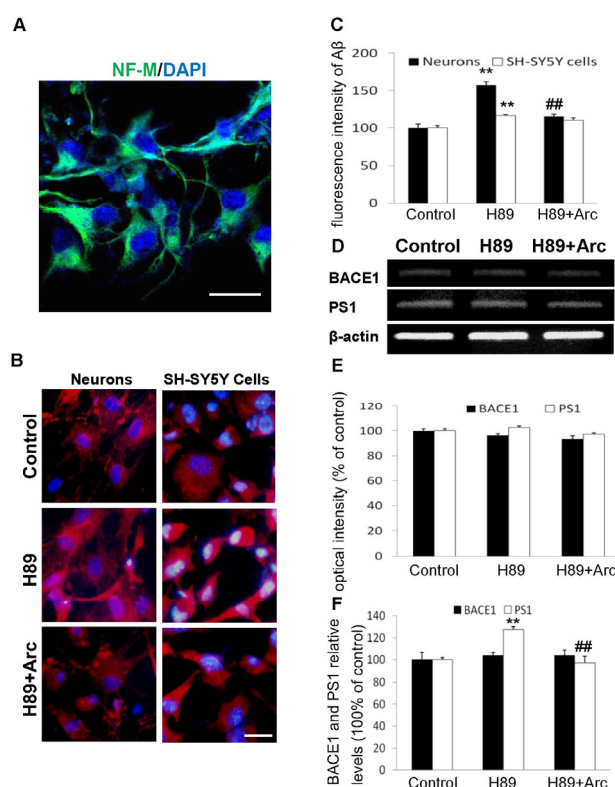 A
NF-M/DAPI
B
Neurons SH-SY5Y Cells
Control
H89
H89+Arc
C
fluorescence intensity of Aβ
200
150
100
50
0
Neurons SH-SY5Y cells
**
**
##
Control H89 H89+Arc
D
Control H89 H89+Arc
BACE1
PS1
β-actin
E
optical intensity (% of control)
120
100
80
60
40
20
0
BACE1 PS1
Control H89 H89+Arc
F
BACE1 and PS1 relative
levels (100% of control)
140
120
100
80
60
40
20
0
BACE1 PS1
**
##
Control H89 H89+Arc